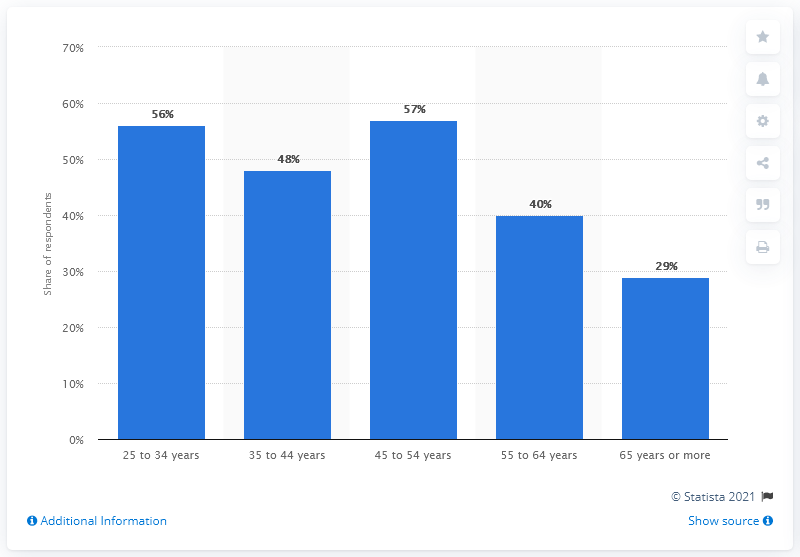 70%
60%
50%
40%
30%
20%
10%
0%
Share of respondents
56%
48%
57%
40%
29%
25 to 34 years
35 to 44 years
45 to 54 years
55 to 64 years
65 years or more
© Statista 2021
Additional Information
Show source